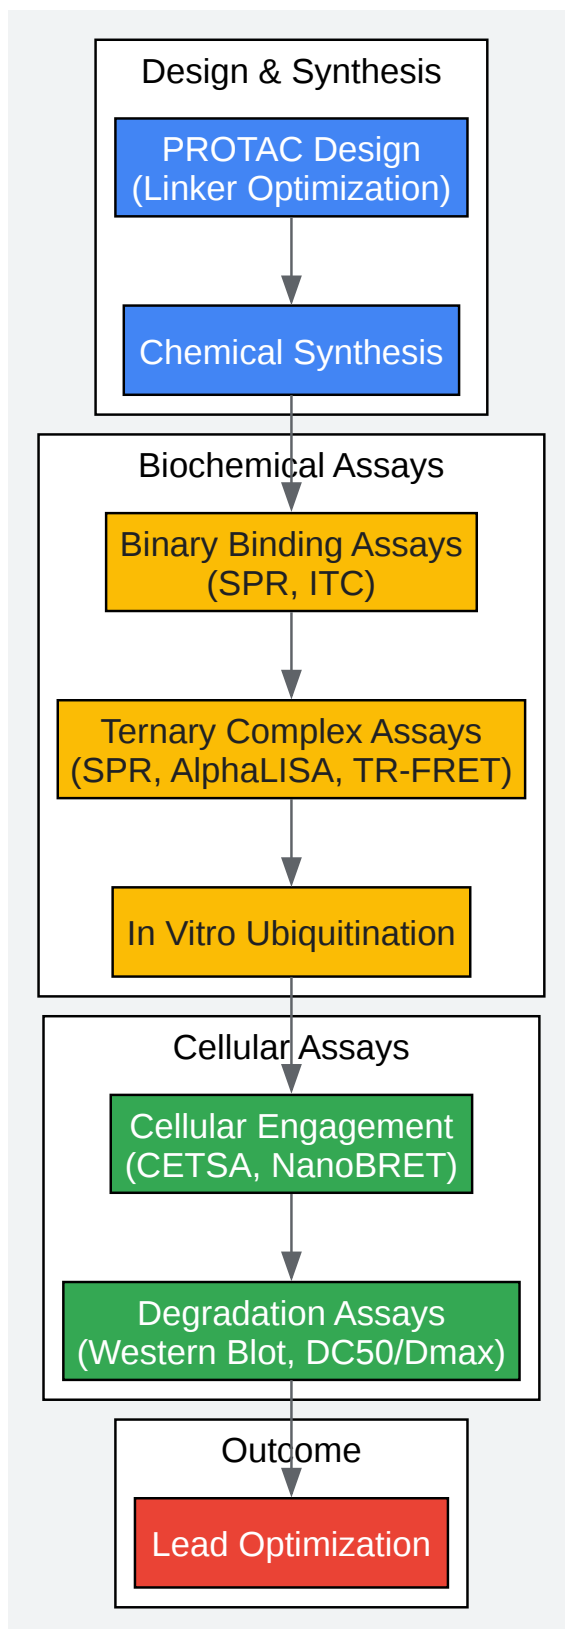 Design & Synthesis
PROTAC Design
(Linker Optimization)
Chemical Synthesis
Biochemical Assays
Binary Binding Assays
(SPR, ITC)
Ternary Complex Assays
(SPR, AlphaLISA, TR-FRET)
In Vitro Ubiquitination
Cellular Assays
Cellular Engagement
(CETSA, NanoBRET)
Degradation Assays
(Western Blot, DC50/Dmax)
Outcome
Lead Optimization